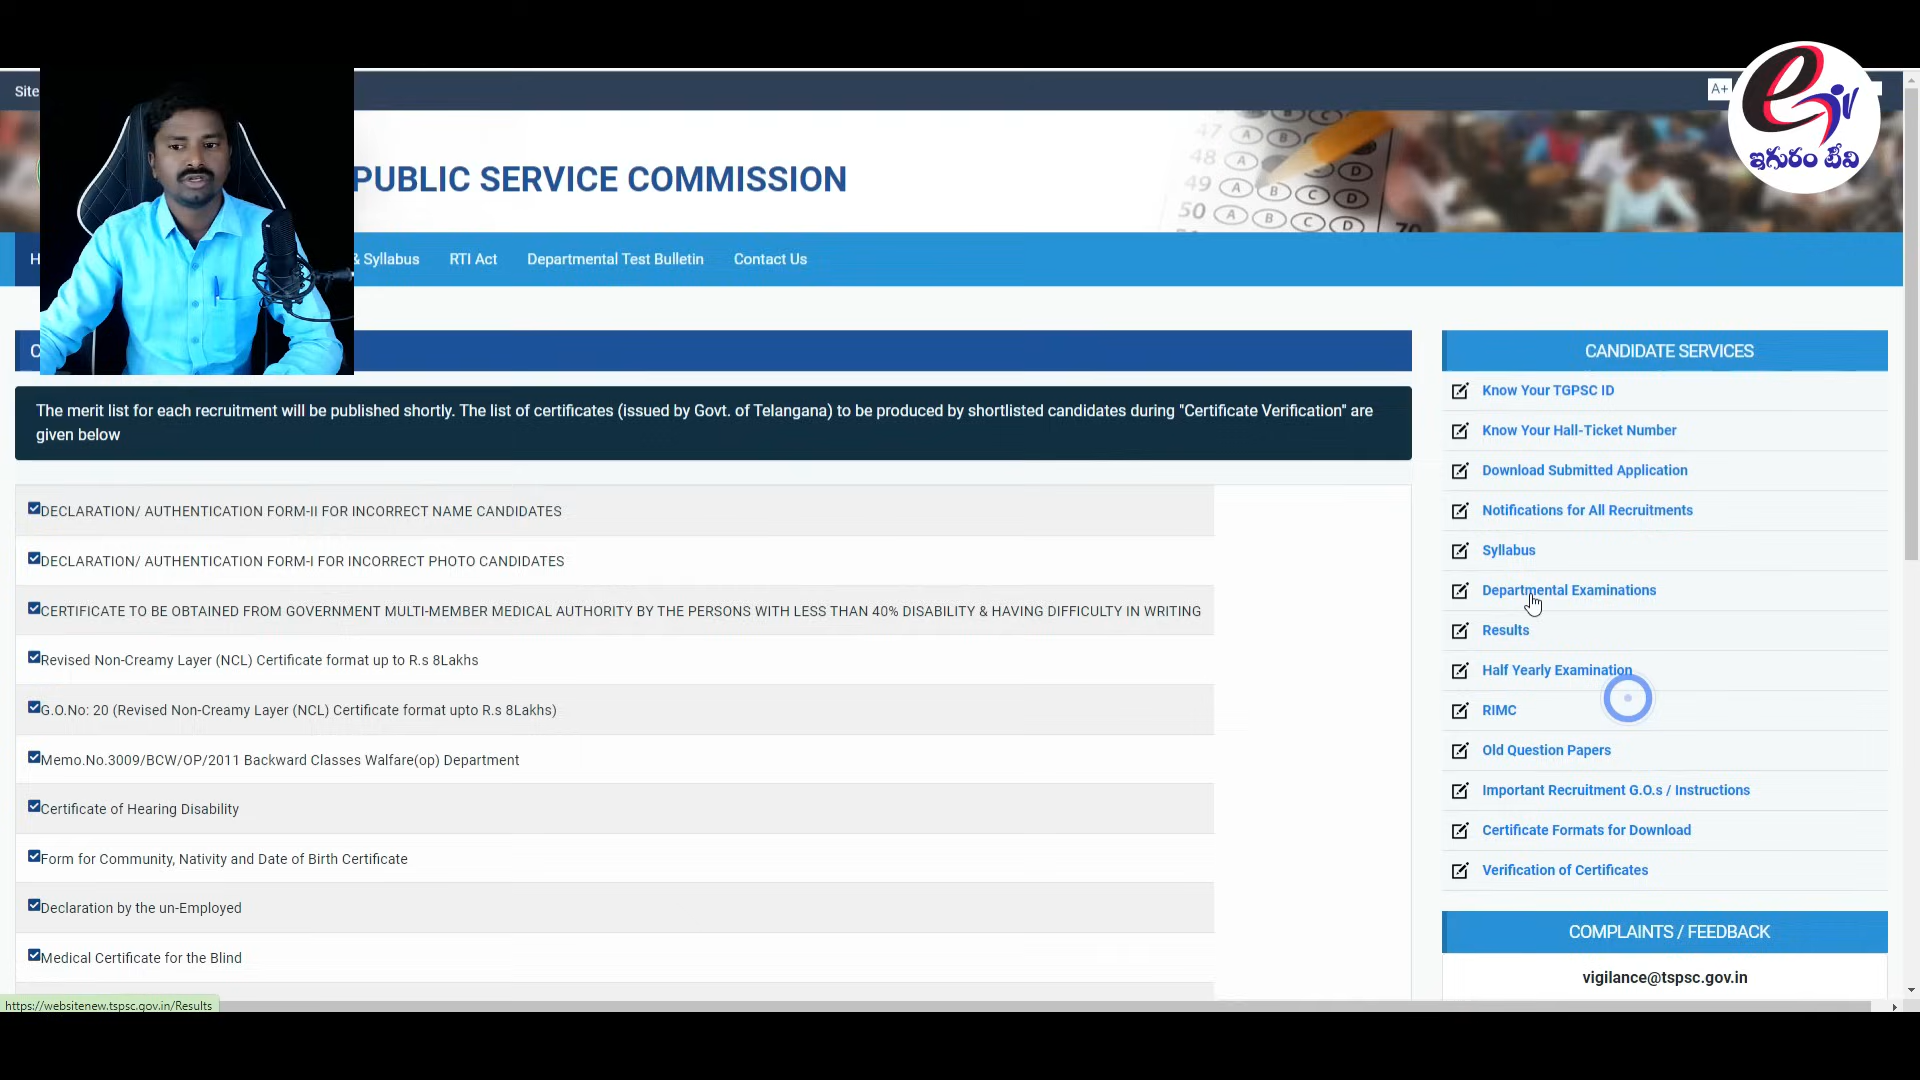 Site
A+
ఇగురం టీవి
47 A
48 A D
49 A B C D
50 A B C D
70
PUBLIC SERVICE COMMISSION
H
& Syllabus
RTI Act
Departmental Test Bulletin
Contact Us
C
The merit list for each recruitment will be published shortly. The list of certificates (issued by Govt. of Telangana) to be produced by shortlisted candidates during "Certificate Verification" are
given below
DECLARATION/ AUTHENTICATION FORM-II FOR INCORRECT NAME CANDIDATES
DECLARATION/ AUTHENTICATION FORM-I FOR INCORRECT PHOTO CANDIDATES
CERTIFICATE TO BE OBTAINED FROM GOVERNMENT MULTI-MEMBER MEDICAL AUTHORITY BY THE PERSONS WITH LESS THAN 40% DISABILITY & HAVING DIFFICULTY IN WRITING
Revised Non-Creamy Layer (NCL) Certificate format up to R.s 8Lakhs
G.O.No: 20 (Revised Non-Creamy Layer (NCL) Certificate format upto R.s 8Lakhs)
Memo.No.3009/BCW/OP/2011 Backward Classes Walfare(op) Department
Certificate of Hearing Disability
Form for Community, Nativity and Date of Birth Certificate
Declaration by the un-Employed
Medical Certificate for the Blind
CANDIDATE SERVICES
Know Your TGPSC ID
Know Your Hall-Ticket Number
Download Submitted Application
Notifications for All Recruitments
Syllabus
Departmental Examinations
Results
Half Yearly Examination
RIMC
Old Question Papers
Important Recruitment G.O.s / Instructions
Certificate Formats for Download
Verification of Certificates
COMPLAINTS / FEEDBACK
vigilance@tspsc.gov.in
https://websitenew.tspsc.gov.in/Results